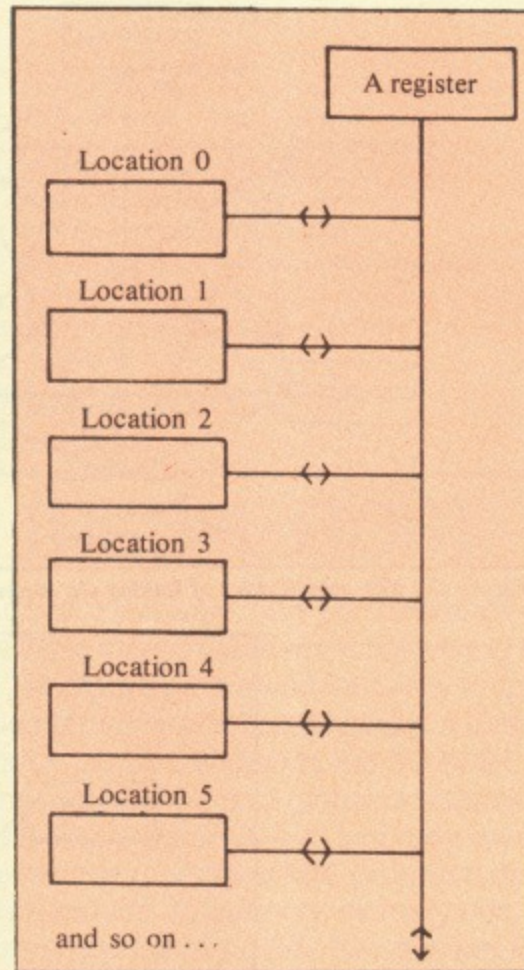 A register
Location 0
Location 1
Location 2
Location 3
Location 4
Location 5
and so on...